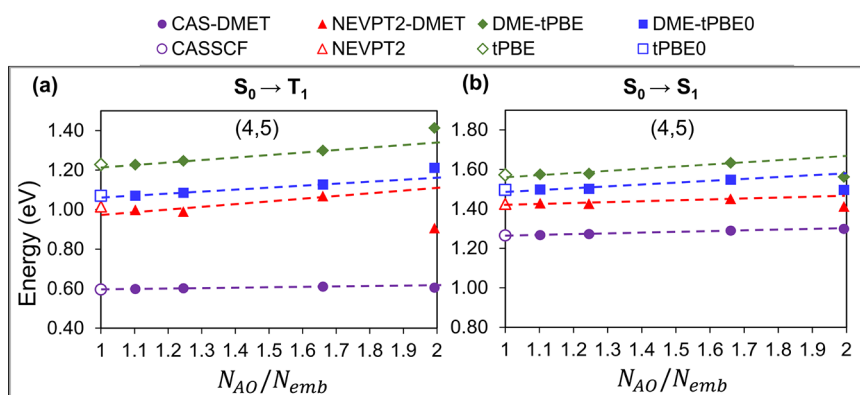 CAS-DMET NEVPT2-DMET DME-tPBE DME-tPBE0
CASSCF NEVPT2 tPBE tPBE0
(a) S₀ → T₁
(4,5)
Energy (eV)
1.40
1.20
1.00
0.80
0.60
0.40
1 1.1 1.2 1.3 1.4 1.5 1.6 1.7 1.8 1.9 2
N_AO/N_emb
(b) S₀ → S₁
(4,5)
1.80
1.60
1.40
1.20
1.00
0.80
1 1.1 1.2 1.3 1.4 1.5 1.6 1.7 1.8 1.9 2
N_AO/N_emb